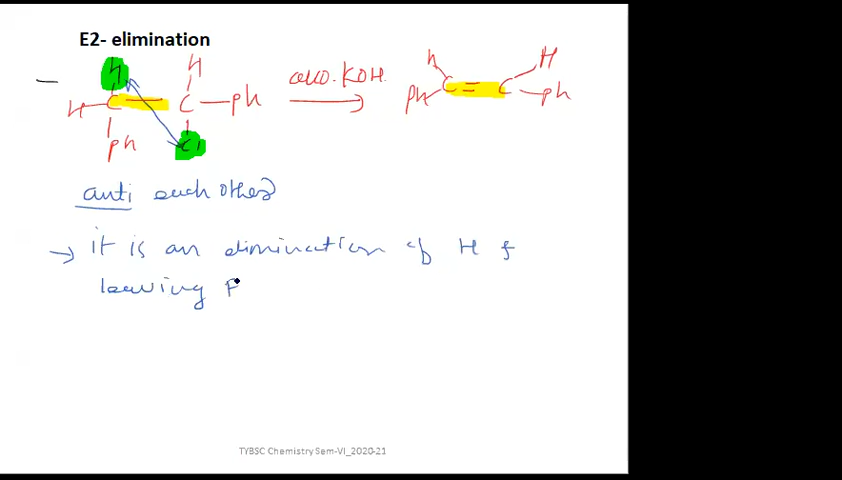 E2- elimination
H H
H C C Ph alco. KOH H C = C H
Ph Cl Ph Ph
anti each other
→ it is an elimination of H &
leaving
TYBSC Chemistry Sem-VI_2020-21